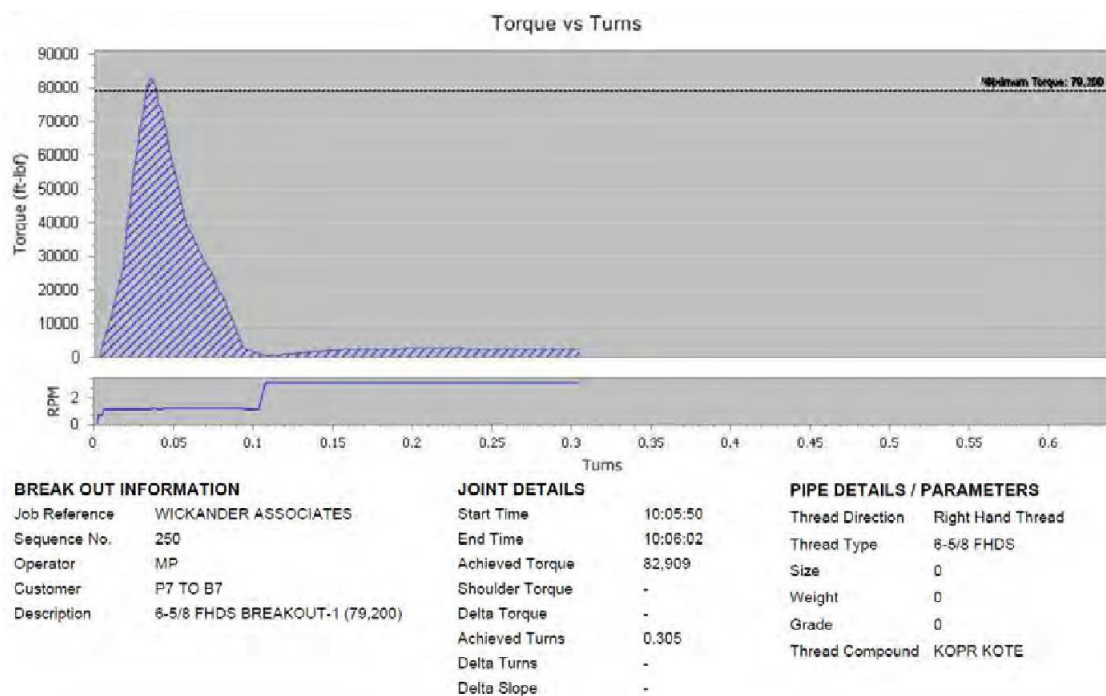 Torque vs Turns
90000
80000
70000
60000
50000
40000
30000
20000
10000
0
Torque (ft-lbf)
Torque: 79,200
2
0
RPM
0 0.05 0.1 0.15 0.2 0.25 0.3 0.35 0.4 0.45 0.5 0.55 0.6
Turns
BREAK OUT INFORMATION
Job Reference WICKANDER ASSOCIATES
Sequence No. 250
Operator MP
Customer P7 TO B7
Description 6-5/8 FHDS BREAKOUT-1 (79,200)
JOINT DETAILS
Start Time 10:05:50
End Time 10:06:02
Achieved Torque 82,909
Shoulder Torque -
Delta Torque -
Achieved Turns 0.305
Delta Turns -
Delta Slope -
PIPE DETAILS / PARAMETERS
Thread Direction Right Hand Thread
Thread Type 6-5/8 FHDS
Size 0
Weight 0
Grade 0
Thread Compound KOPR KOTE